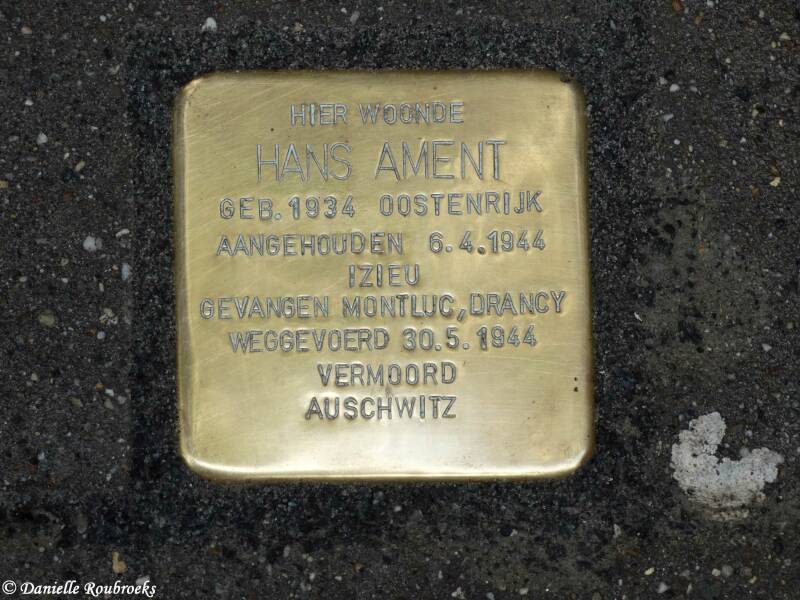 HIER WOONDE
HANS AMENT
GEB. 1934 OOSTENRIJK
AANGEHOUDEN 6.4.1944
IZIEU
GEVANGEN MONTLUC, DRANCY
WEGGEVOERD 30.5.1944
VERMOORD
AUSCHWITZ
© Danielle Roubroeks